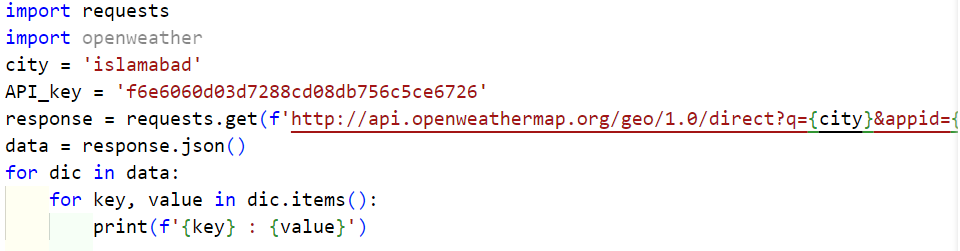 import requests
import openweather
city = 'islamabad'
API_key = 'f6e6060d03d7288cd08db756c5ce6726'
response = requests.get(f'http://api.openweathermap.org/geo/1.0/direct?q={city}&appid={
data = response.json()
for dic in data:
    for key, value in dic.items():
        print(f'{key} : {value}')